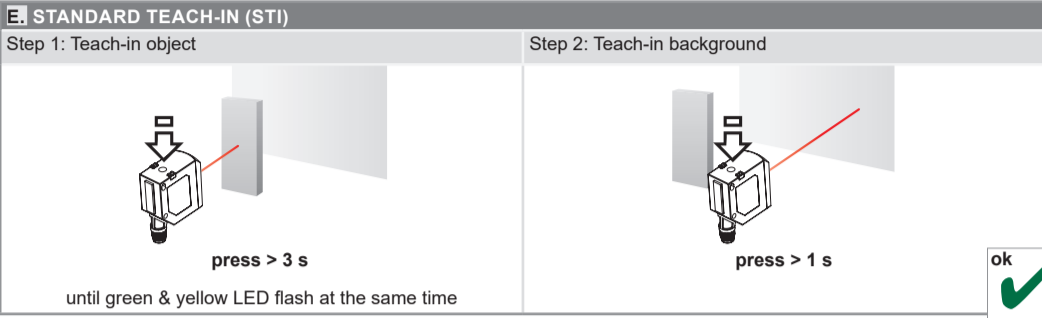 E. STANDARD TEACH-IN (STI)
Step 1: Teach-in object
Step 2: Teach-in background
press > 3 s
until green & yellow LED flash at the same time
press > 1 s
ok